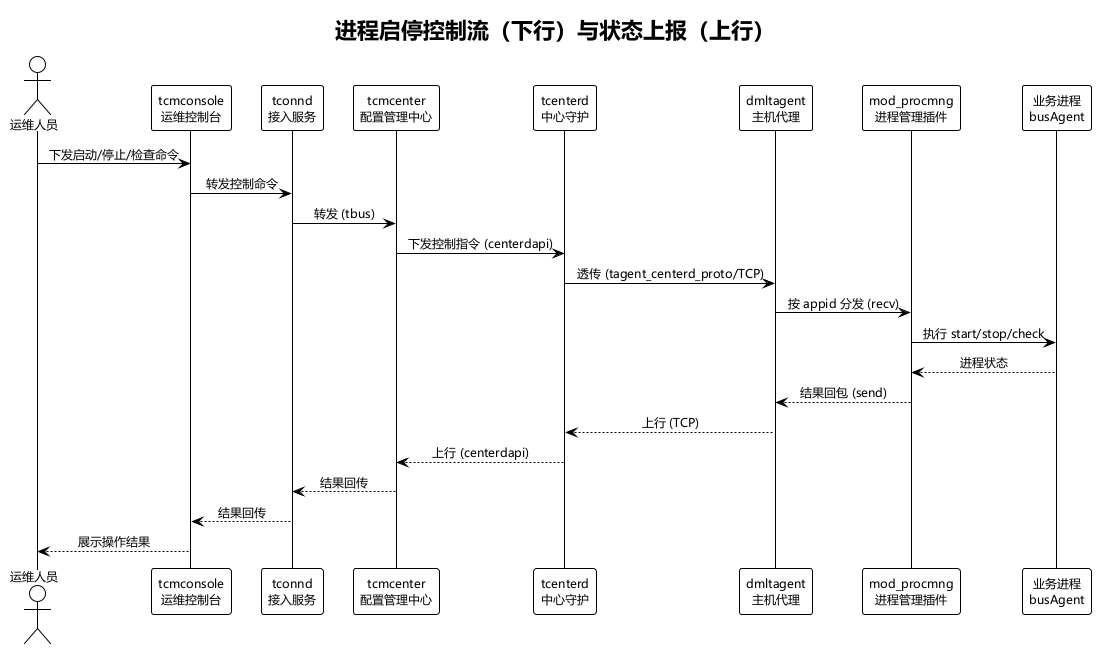 进程启停控制流（下行）与状态上报（上行）
运维人员
tcmconsole
运维控制台
tconnd
接入服务
tcmcenter
配置管理中心
tcenterd
中心守护
dmltagent
主机代理
mod_procmng
进程管理插件
业务进程
busAgent
下发启动/停止/检查命令
转发控制命令
转发 (tbus)
下发控制指令 (centerdapi)
透传 (tagent_centerd_proto/TCP)
按 appid 分发 (recv)
执行 start/stop/check
进程状态
结果回包 (send)
上行 (TCP)
上行 (centerdapi)
结果回传
结果回传
展示操作结果
运维人员
tcmconsole
运维控制台
tconnd
接入服务
tcmcenter
配置管理中心
tcenterd
中心守护
dmltagent
主机代理
mod_procmng
进程管理插件
业务进程
busAgent